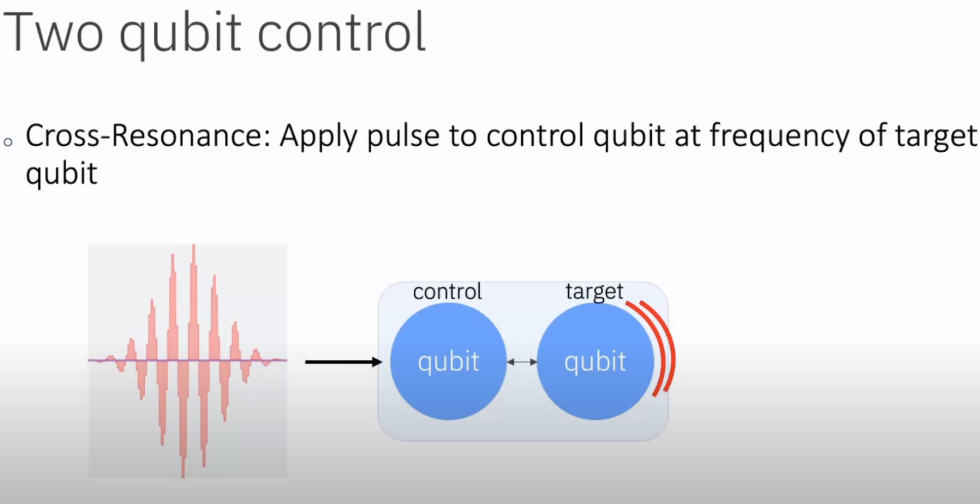 Two qubit control
Cross-Resonance: Apply pulse to control qubit at frequency of target
qubit
control
target
qubit
qubit